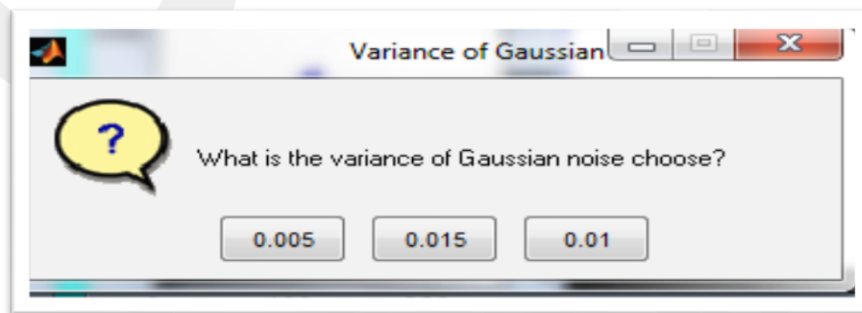 Variance of Gaussian
?
What is the variance of Gaussian noise choose?
0.005 0.015 0.01